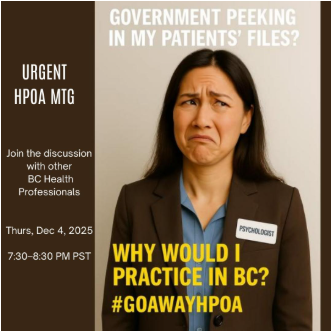 GOVERNMENT PEEKING
IN MY PATIENTS' FILES?
URGENT
HPOA MTG
Join the discussion
with other
BC Health
Professionals
Thurs, Dec 4, 2025
7:30–8:30 PM PST
PSYCHOLOGIST
WHY WOULD I
PRACTICE IN BC?
#GOAWAYHPOA